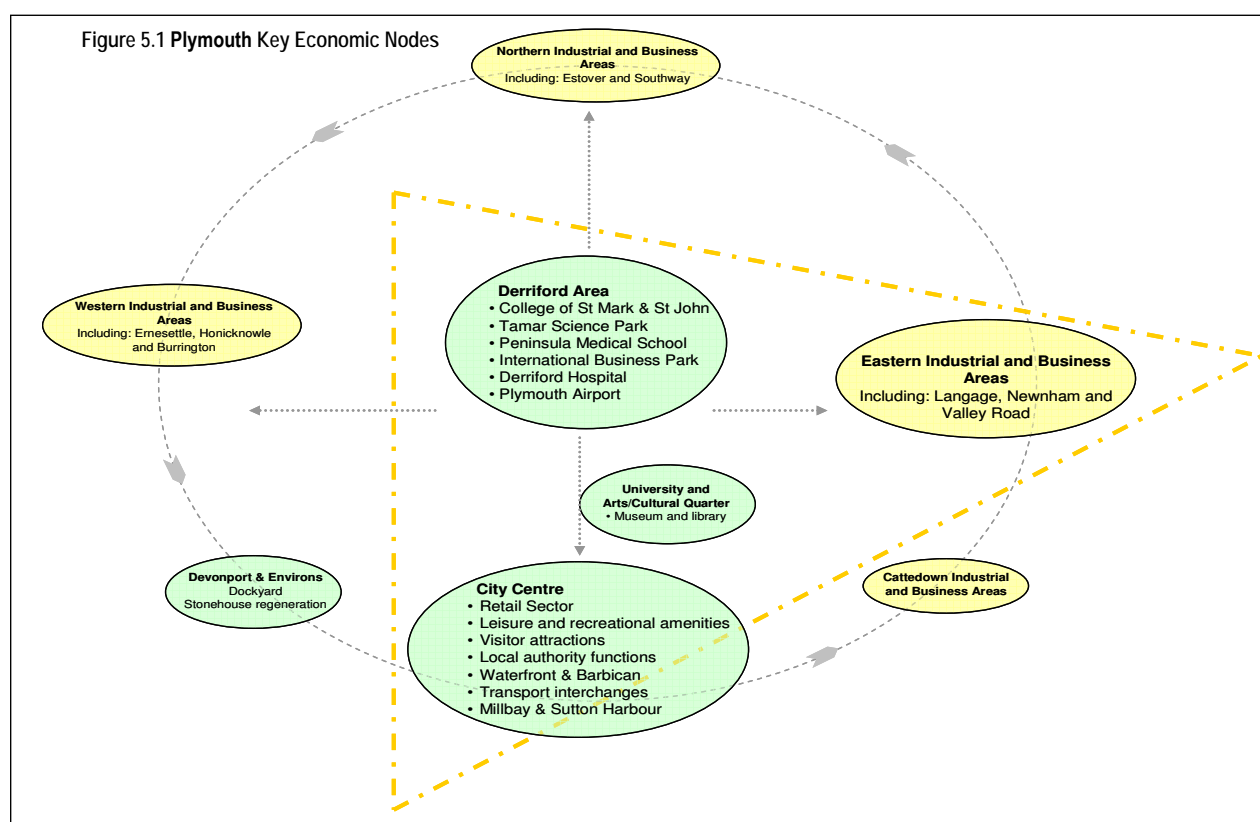 Figure 5.1 Plymouth Key Economic Nodes
Northern Industrial and Business
Areas
Including: Estover and Southway
Derriford Area
• College of St Mark & St John
• Tamar Science Park
• Peninsula Medical School
• International Business Park
• Derriford Hospital
• Plymouth Airport
Western Industrial and Business
Areas
Including: Ernesettle, Honicknowle
and Burrington
Eastern Industrial and Business
Areas
Including: Langage, Newnham and
Valley Road
University and
Arts/Cultural Quarter
• Museum and library
Devonport & Environs
Dockyard
Stonehouse regeneration
City Centre
• Retail Sector
• Leisure and recreational amenities
• Visitor attractions
• Local authority functions
• Waterfront & Barbican
• Transport interchanges
• Millbay & Sutton Harbour
Cattedown Industrial
and Business Areas